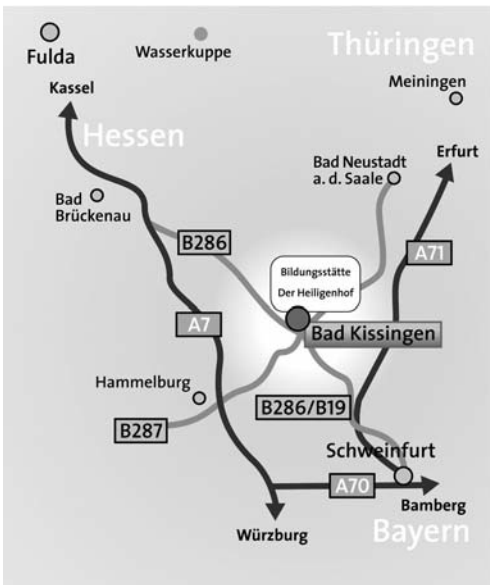 Thüringen
Fulda
Wasserkuppe
Meiningen
Kassel
Hessen
Erfurt
Bad Neustadt
a. d. Saale
Bad
Brückenau
B286
A71
Bildungsstätte
Der Heiligenhof
A7
Bad Kissingen
Hammelburg
B286/B19
B287
Schweinfurt
A70
Bamberg
Würzburg
Bayern